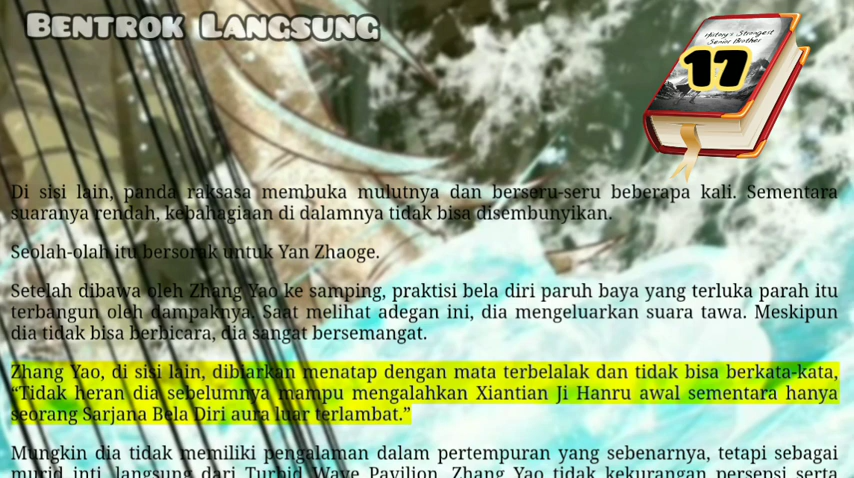 Bentrok Langsung
History's Strongest
Senior Brother
17
Di sisi lain, panda raksasa membuka mulutnya dan berseru-seru beberapa kali. Sementara
suaranya rendah, kebahagiaan di dalamnya tidak bisa disembunyikan.
Seolah-olah itu bersorak untuk Yan Zhaoge.
Setelah dibawa oleh Zhang Yao ke samping, praktisi bela diri paruh baya yang terluka parah itu
terbangun oleh dampaknya. Saat melihat adegan ini, dia mengeluarkan suara tawa. Meskipun
dia tidak bisa berbicara, dia sangat bersemangat.
Zhang Yao, di sisi lain, dibiarkan menatap dengan mata terbelalak dan tidak bisa berkata-kata,
“Tidak heran dia sebelumnya mampu mengalahkan Xiantian Ji Hanru awal sementara hanya
seorang Sarjana Bela Diri aura luar terlambat.”
Mungkin dia tidak memiliki pengalaman dalam pertempuran yang sebenarnya, tetapi sebagai
murid inti, langsung dari Turbid Wave Pavilion, Zhang Yao tidak kekurangan persepsi serta